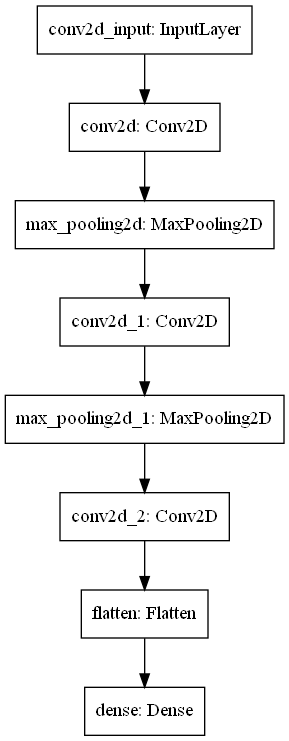 conv2d_input: InputLayer
conv2d: Conv2D
max_pooling2d: MaxPooling2D
conv2d_1: Conv2D
max_pooling2d_1: MaxPooling2D
conv2d_2: Conv2D
flatten: Flatten
dense: Dense